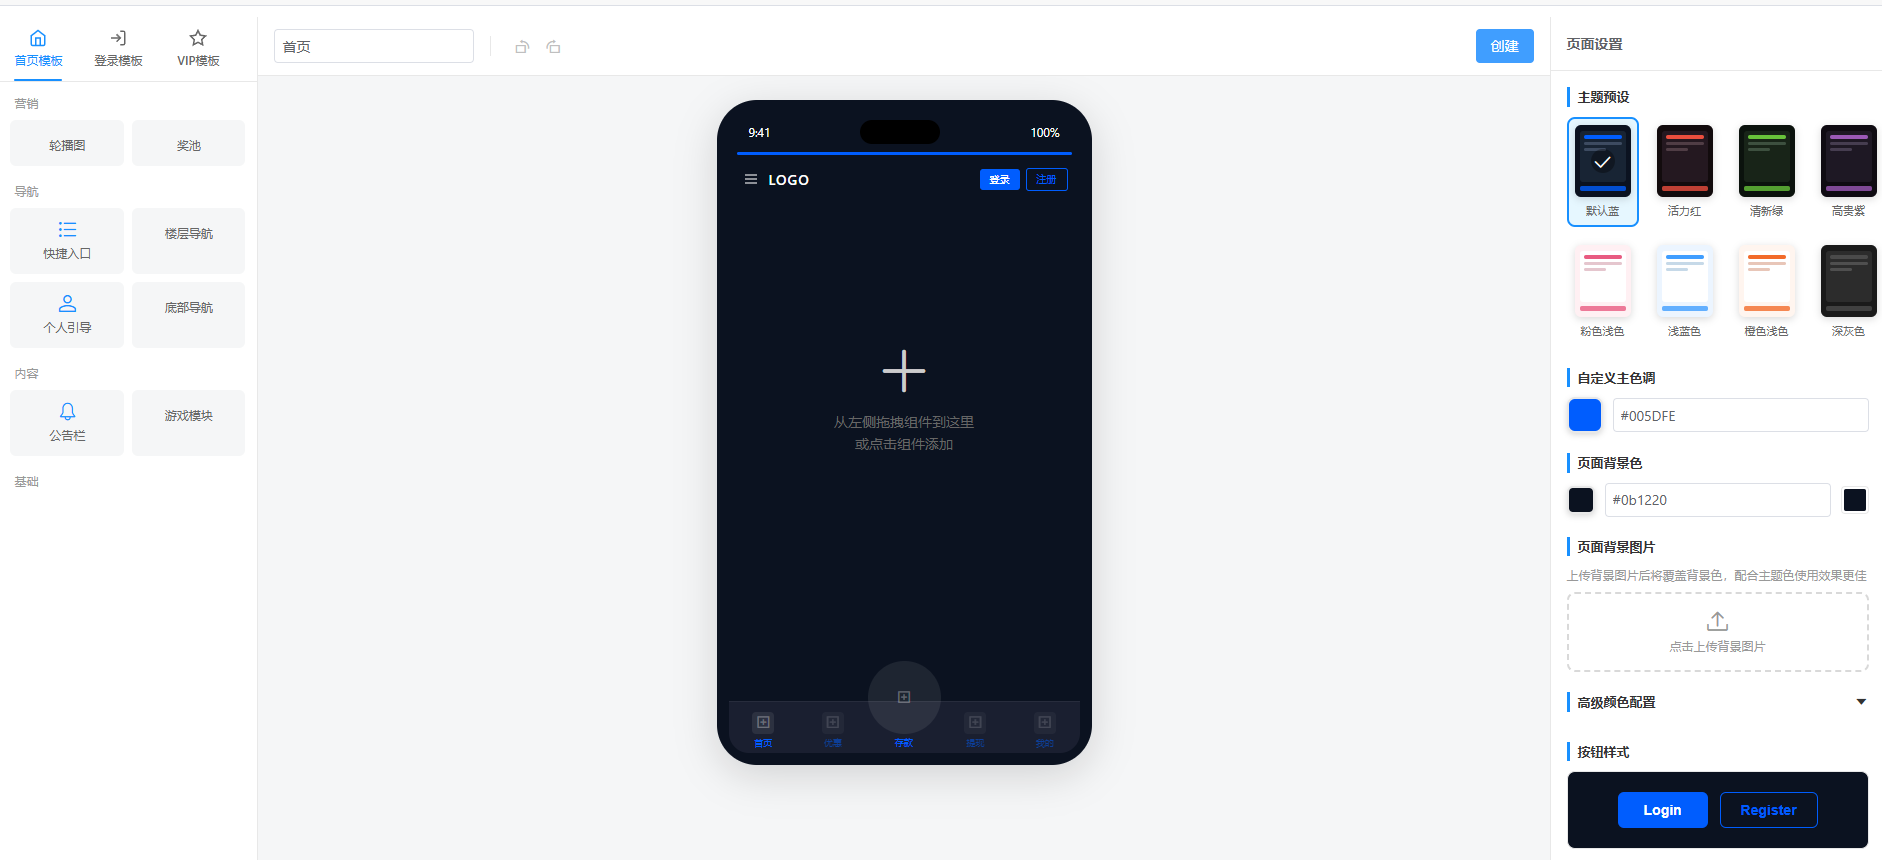 首页模板
登录模板
VIP模板
营销
轮播图
奖池
导航
快捷入口
楼层导航
个人引导
底部导航
内容
公告栏
游戏模块
基础
首页
创建
9:41
100%
LOGO
登录
注册
从左侧拖拽组件到这里
或点击组件添加
首页
优惠
存款
我的
页面设置
主题预设
默认蓝
活力红
清新绿
高贵紫
粉色浅色
浅蓝色
橙色浅色
深灰色
自定义主色调
#005DFE
页面背景色
#0b1220
页面背景图片
上传背景图片后将覆盖背景色，配合主题色使用效果更佳
点击上传背景图片
高级颜色配置
按钮样式
Login
Register